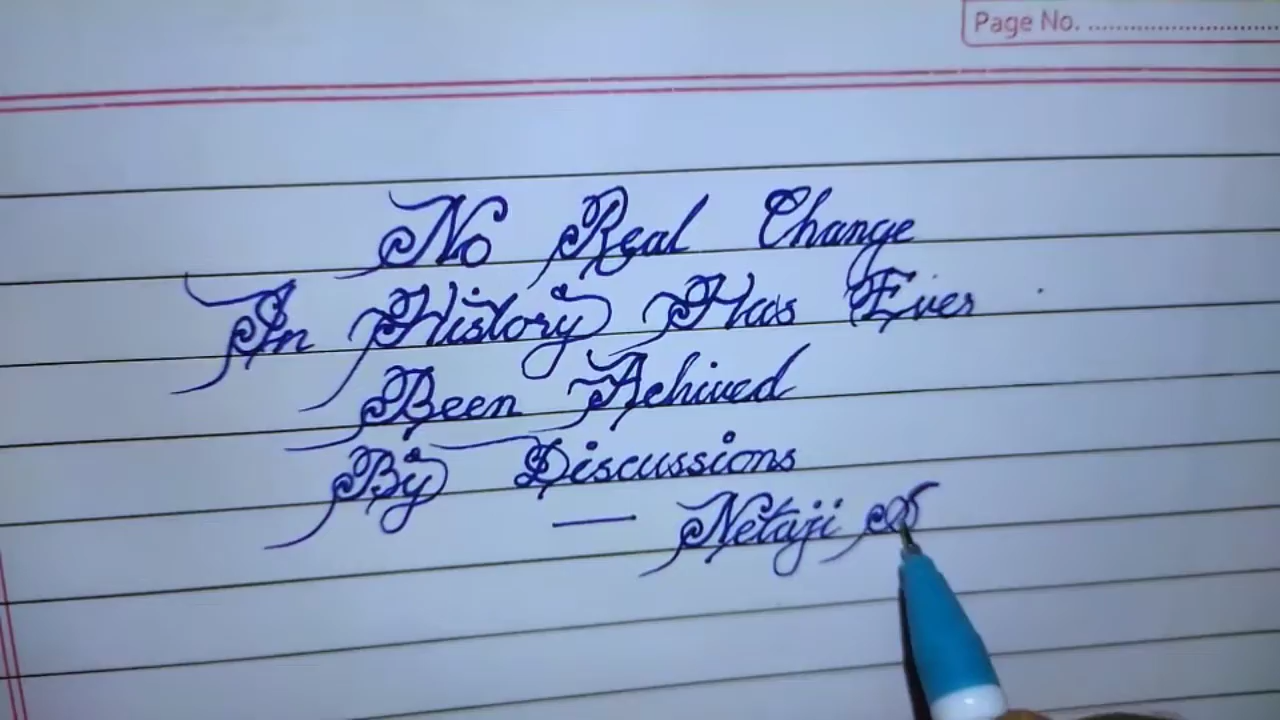 Page No. ..............................
No Real Change
In History Has Ever
Been Achived
By Discussions
— Netaji S